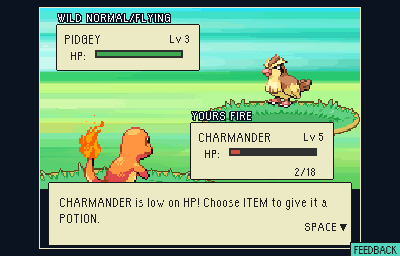 WILD NORMAL/FLYING
PIDGEY Lv 3
HP:
YOURS FIRE
CHARMANDER Lv 5
HP:
2/18
CHARMANDER is low on HP! Choose ITEM to give it a
POTION.
SPACE▼
FEEDBACK